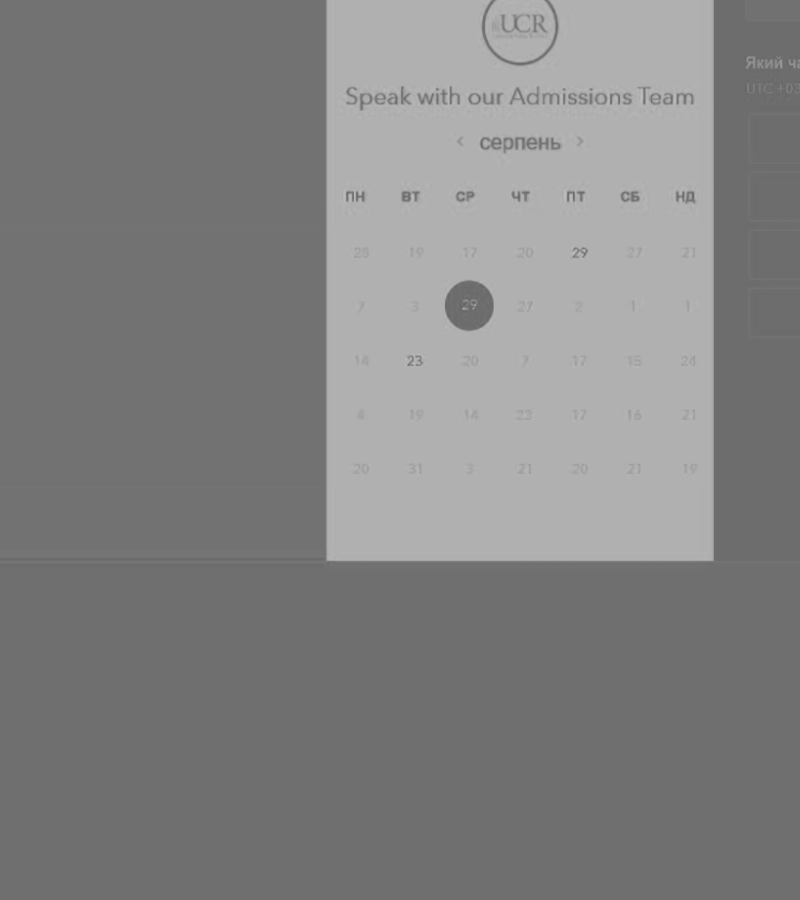 UCR
Speak with our Admissions Team
‹ серпень ›
ПН ВТ СР ЧТ ПТ СБ НД
28 19 17 20 29 27 21
7 3 29 27 2 1 1
14 23 20 7 17 15 24
4 19 14 23 17 16 21
20 31 3 21 20 21 19
Який ча
UTC +03